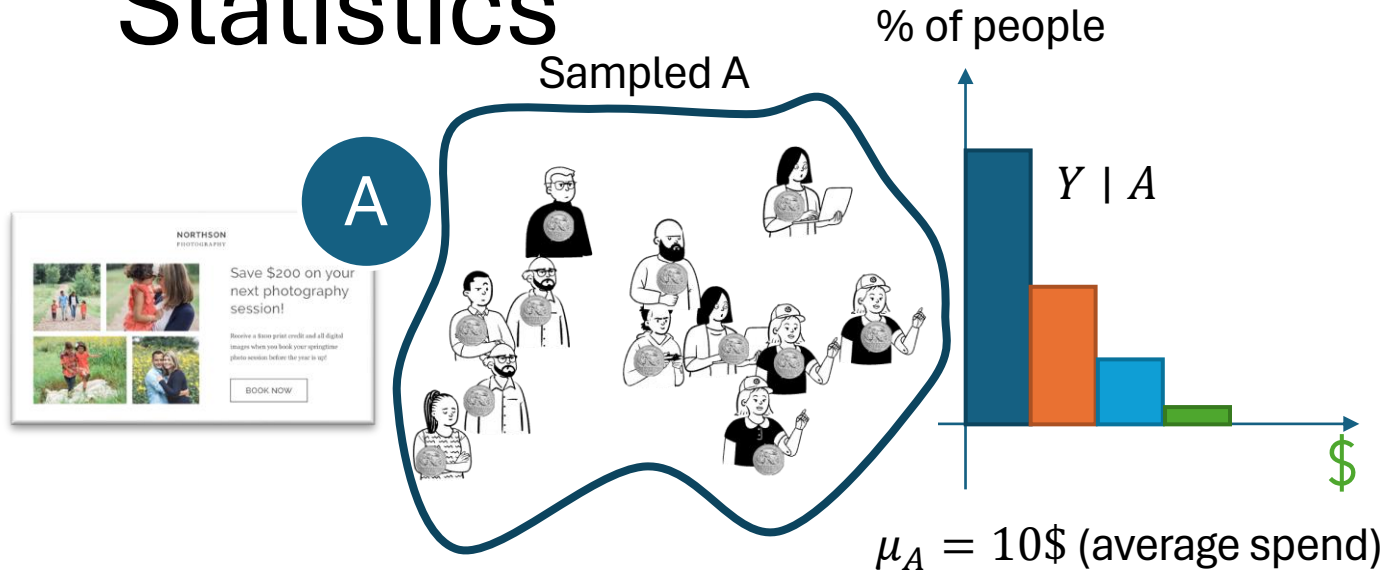 Statistics
% of people
Sampled A
A
Y | A
NORTHSON
PHOTOGRAPHY
Save $200 on your
next photography
session!
Receive a $100 print credit and all digital
images when you book your springtime
photo session before the year is up!
BOOK NOW
$
μ_A = 10$ (average spend)